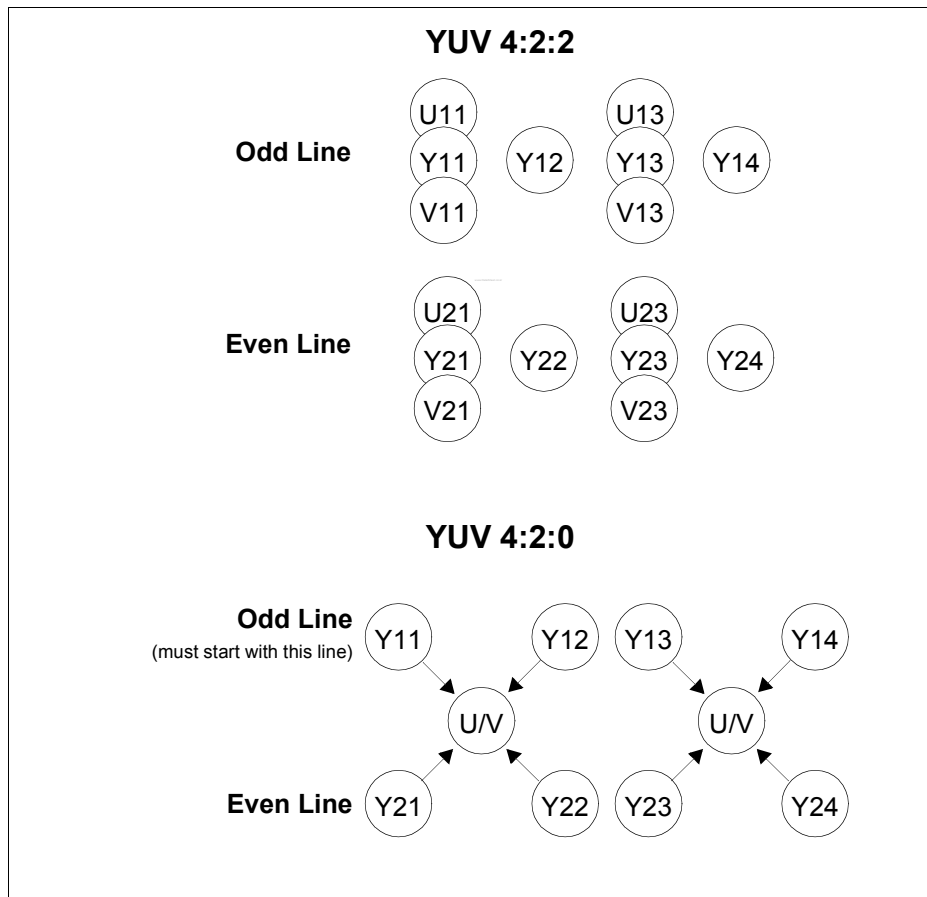 YUV 4:2:2
U11 U13
Odd Line Y11 Y12 Y13 Y14
V11 V13
U21 U23
Even Line Y21 Y22 Y23 Y24
V21 V23
YUV 4:2:0
Odd Line
(must start with this line)
Y11 Y12 Y13 Y14
U/V U/V
Even Line Y21 Y22 Y23 Y24